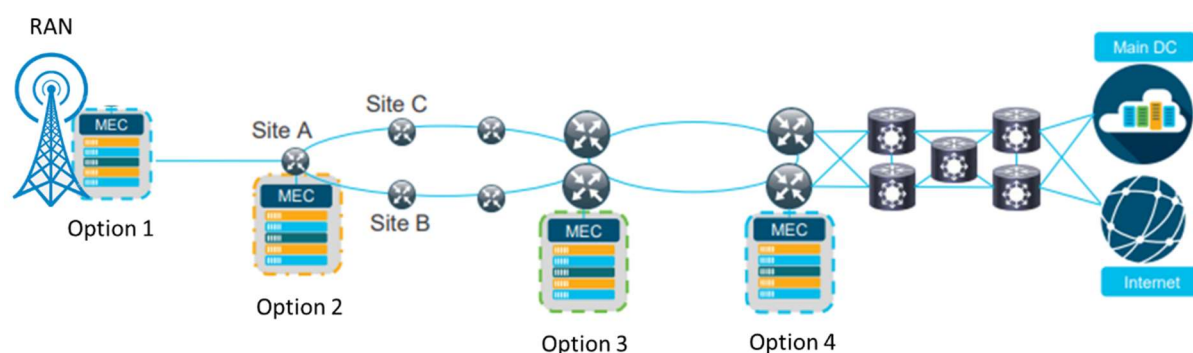 RAN
MEC
Option 1
Site A
MEC
Option 2
Site C
Site B
MEC
Option 3
MEC
Option 4
Main DC
Internet